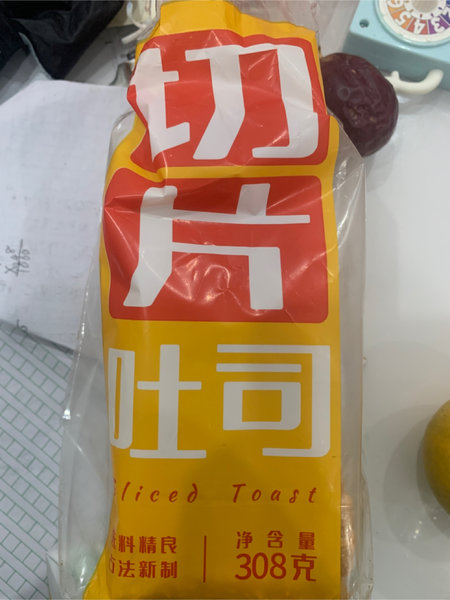 切
片
吐司
Sliced Toast
料精良
方法新制
净含量
308克